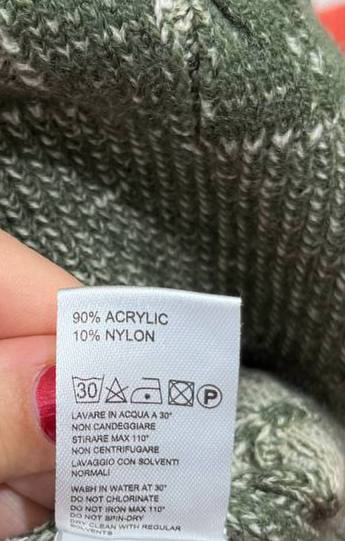 90% ACRYLIC
10% NYLON
30 P
LAVARE IN ACQUA A 30°
NON CANDEGGIARE
STIRARE MAX 110°
NON CENTRIFUGARE
LAVAGGIO CON SOLVENTI
NORMALI
WASH IN WATER AT 30°
DO NOT CHLORINATE
DO NOT IRON MAX 110°
DO NOT SPIN-DRY
DRY CLEAN WITH REGULAR
SOLVENTS